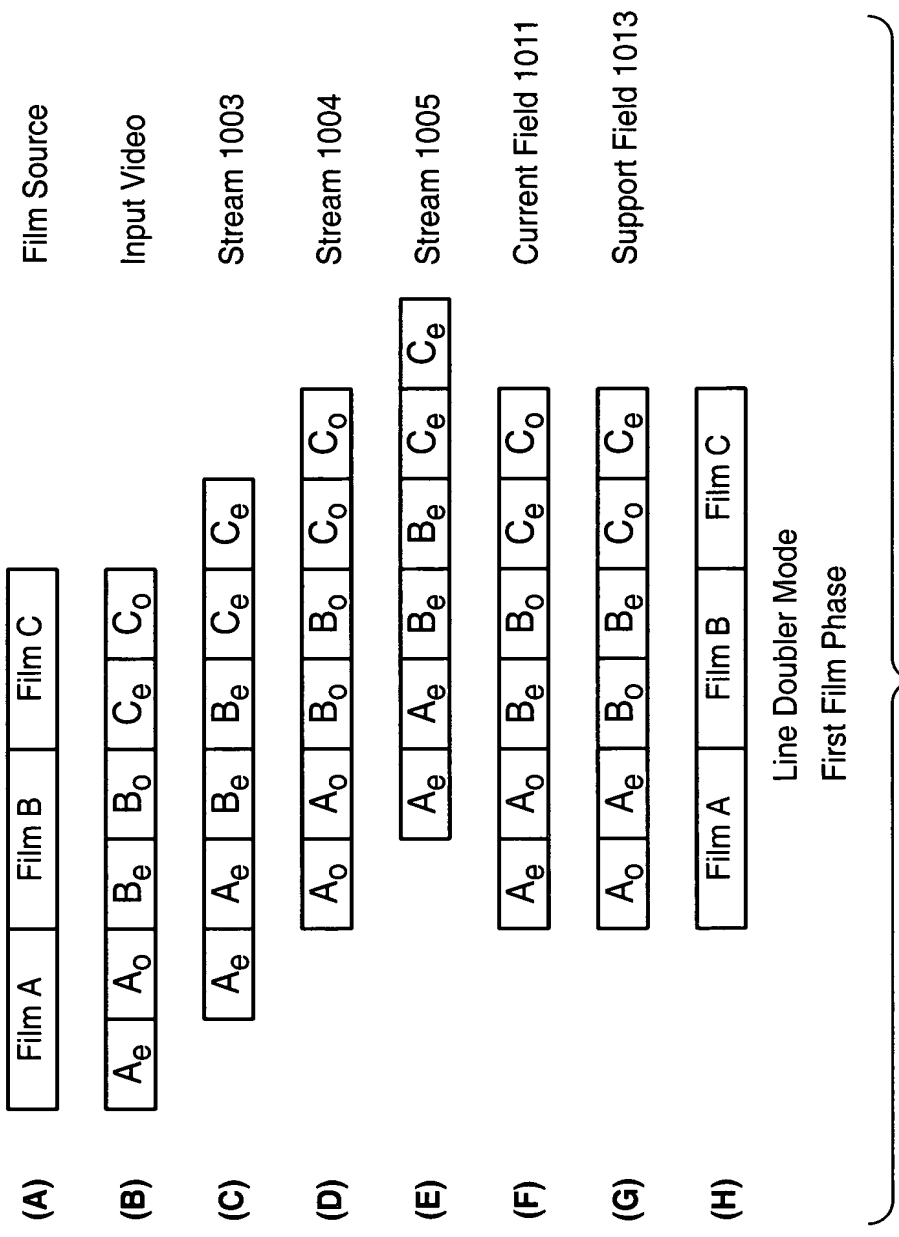 (A) Film A Film B Film C Film Source
(B) Ae Ao Be Bo Ce Co Input Video
(C) Ae Ae Be Be Ce Ce Stream 1003
(D) Ao Ao Bo Bo Co Co Stream 1004
(E) Ae Ae Be Be Ce Ce Stream 1005
(F) Ae Ao Be Bo Ce Co Current Field 1011
(G) Ao Ae Bo Be Co Ce Support Field 1013
(H) Film A Film B Film C
Line Doubler Mode
First Film Phase